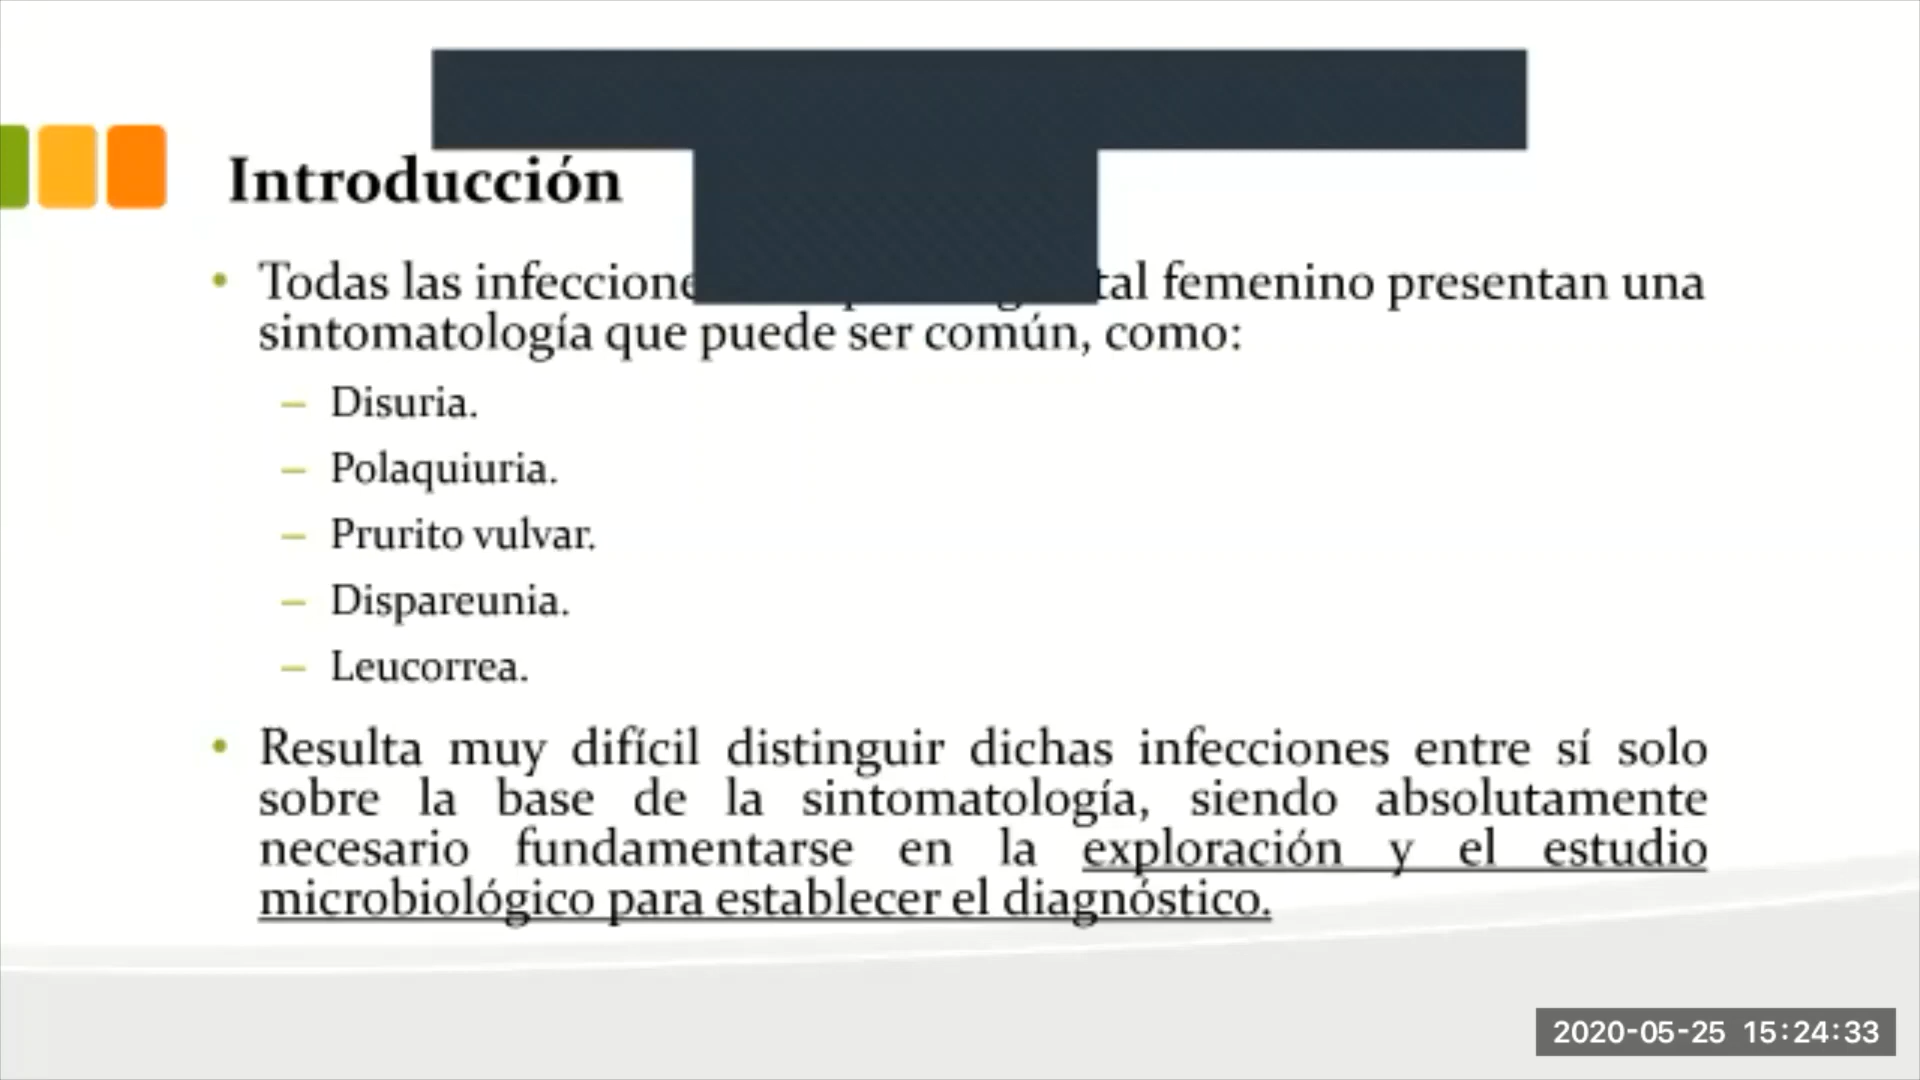 Introducción
• Todas las infeccione tal femenino presentan una
sintomatología que puede ser común, como:
– Disuria.
– Polaquiuria.
– Prurito vulvar.
– Dispareunia.
– Leucorrea.
• Resulta muy difícil distinguir dichas infecciones entre sí solo
sobre la base de la sintomatología, siendo absolutamente
necesario fundamentarse en la exploración y el estudio
microbiológico para establecer el diagnóstico.
2020-05-25 15:24:33